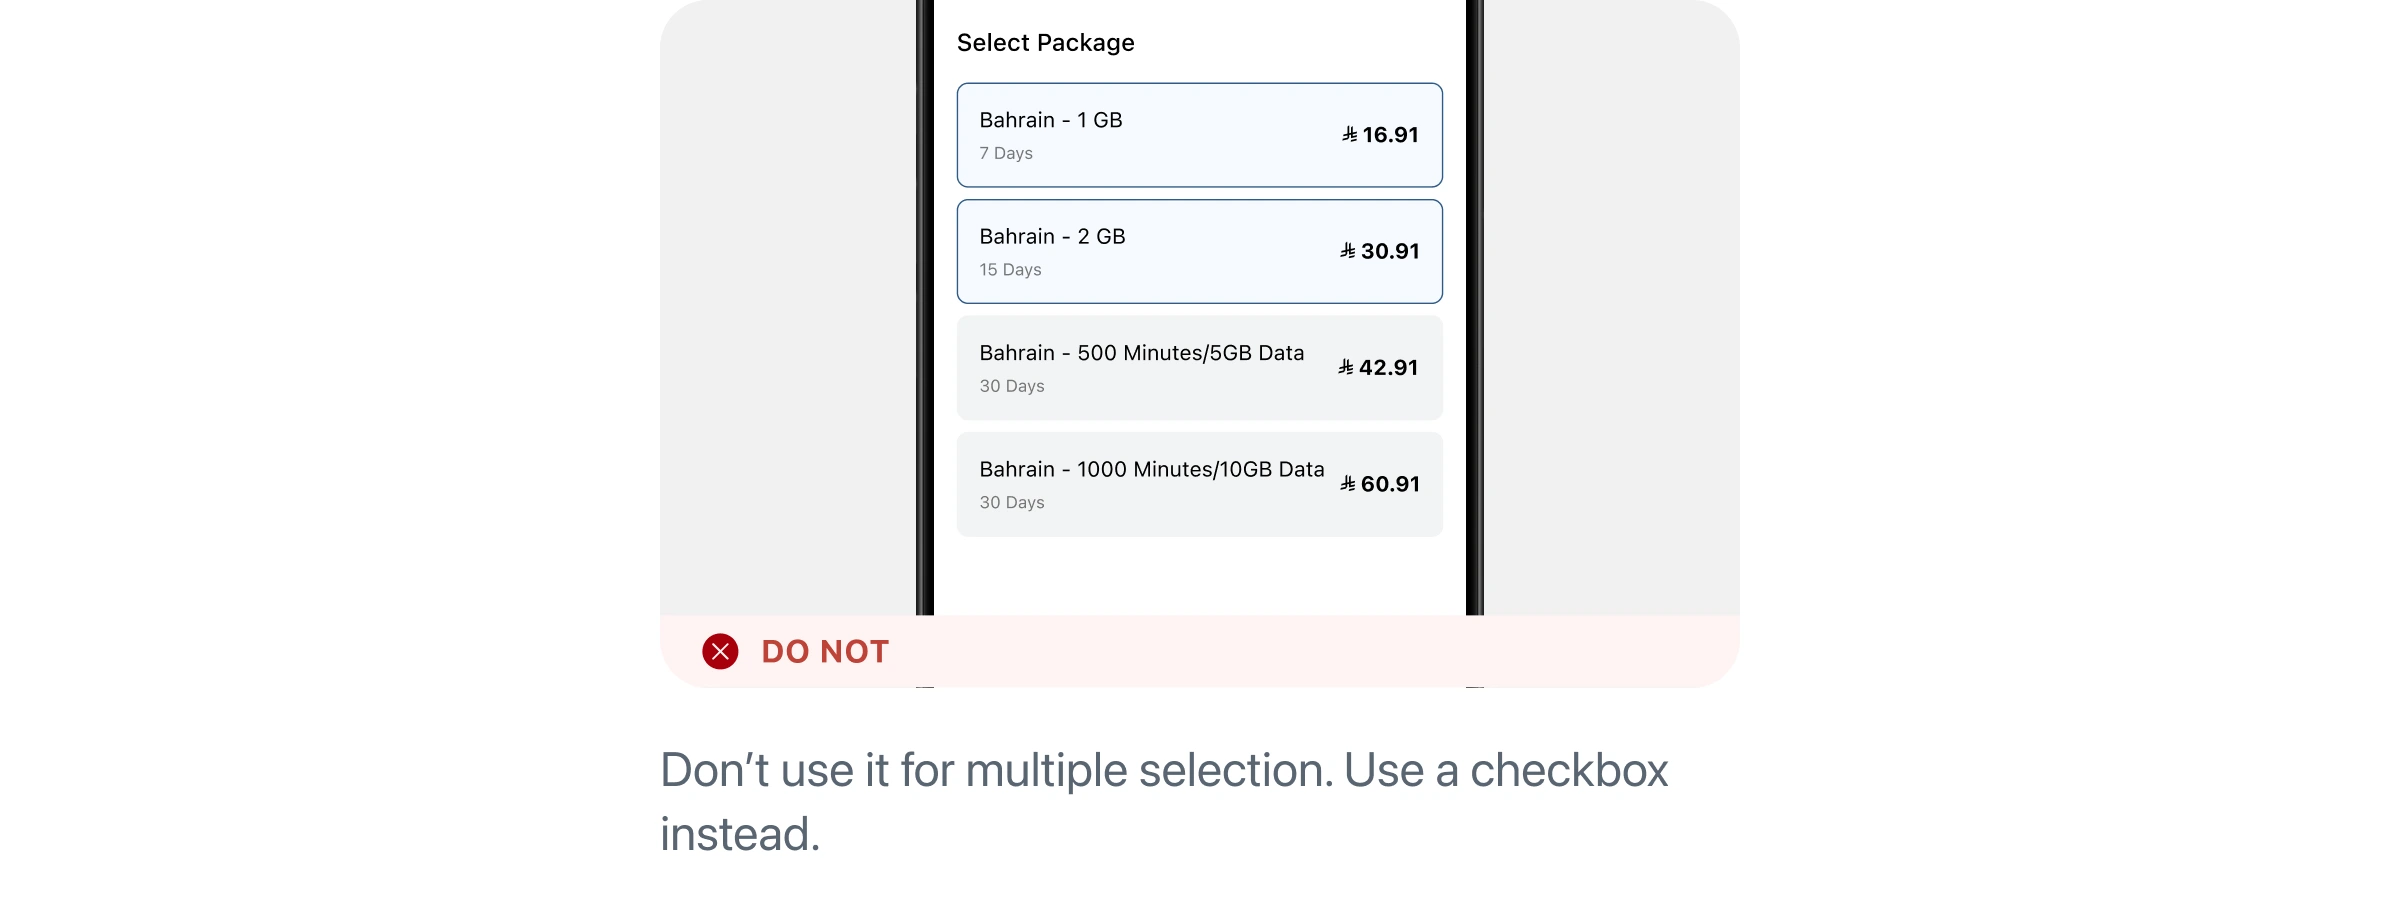 Select Package
Bahrain - 1 GB
7 Days
⃁ 16.91
Bahrain - 2 GB
15 Days
⃁ 30.91
Bahrain - 500 Minutes/5GB Data
30 Days
⃁ 42.91
Bahrain - 1000 Minutes/10GB Data
30 Days
⃁ 60.91
DO NOT
Don’t use it for multiple selection. Use a checkbox
instead.